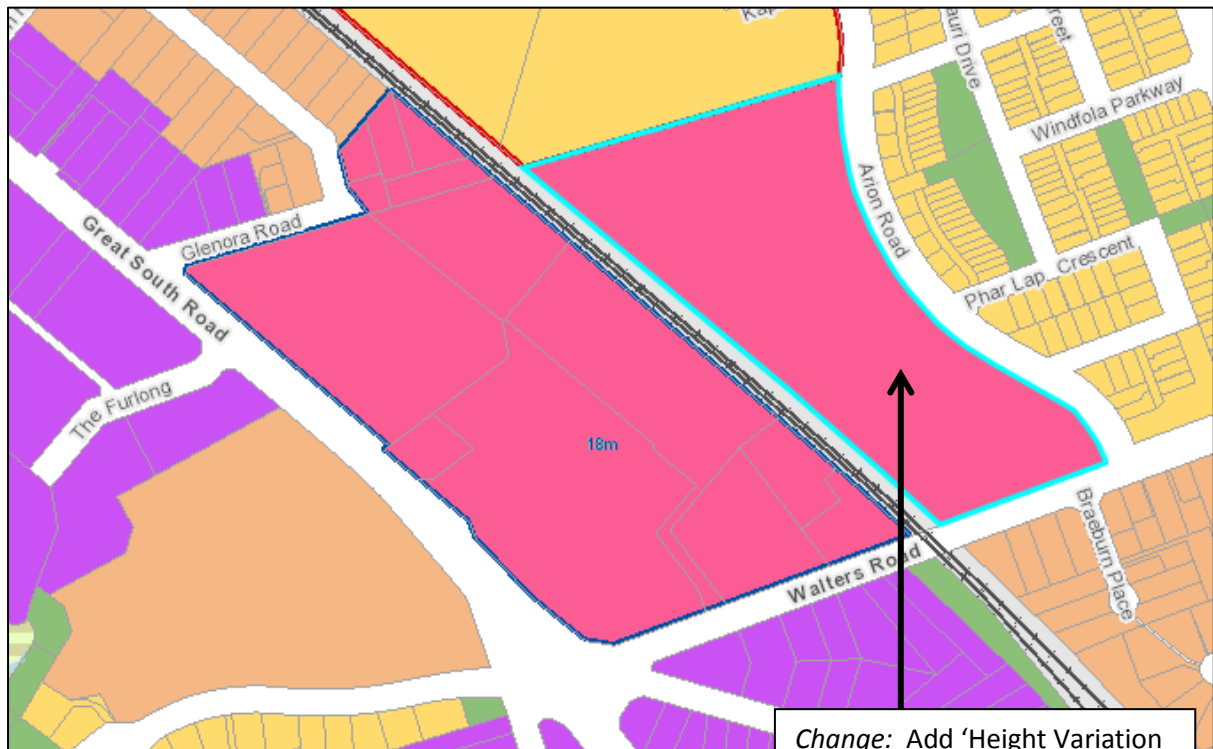 Windfola Parkway
Arion Road
Glenora Road
Great South Road
Phar Lap Crescent
The Furlong
18m
Braeburn Place
Walters Road
Change: Add ‘Height Variation